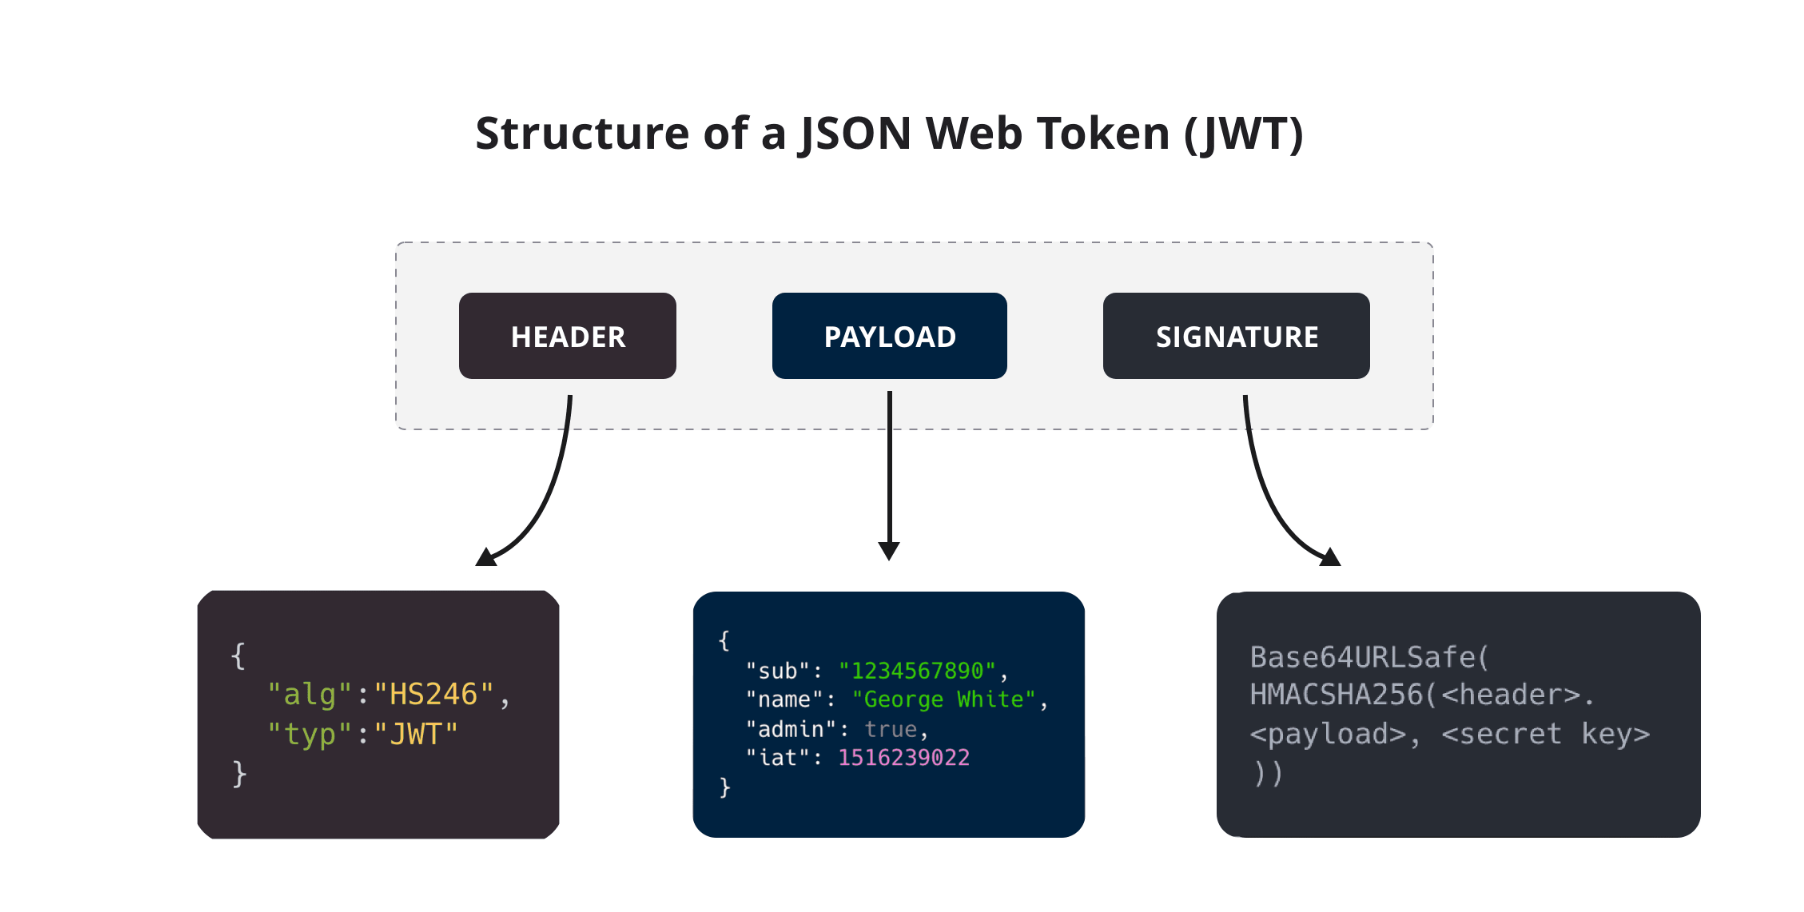 Structure of a JSON Web Token (JWT)
HEADER
PAYLOAD
SIGNATURE
{
"alg":"HS246",
"typ":"JWT"
}
{
"sub": "1234567890",
"name": "George White",
"admin": true,
"iat": 1516239022
}
Base64URLSafe(
HMACSHA256(<header>.
<payload>, <secret key>
))